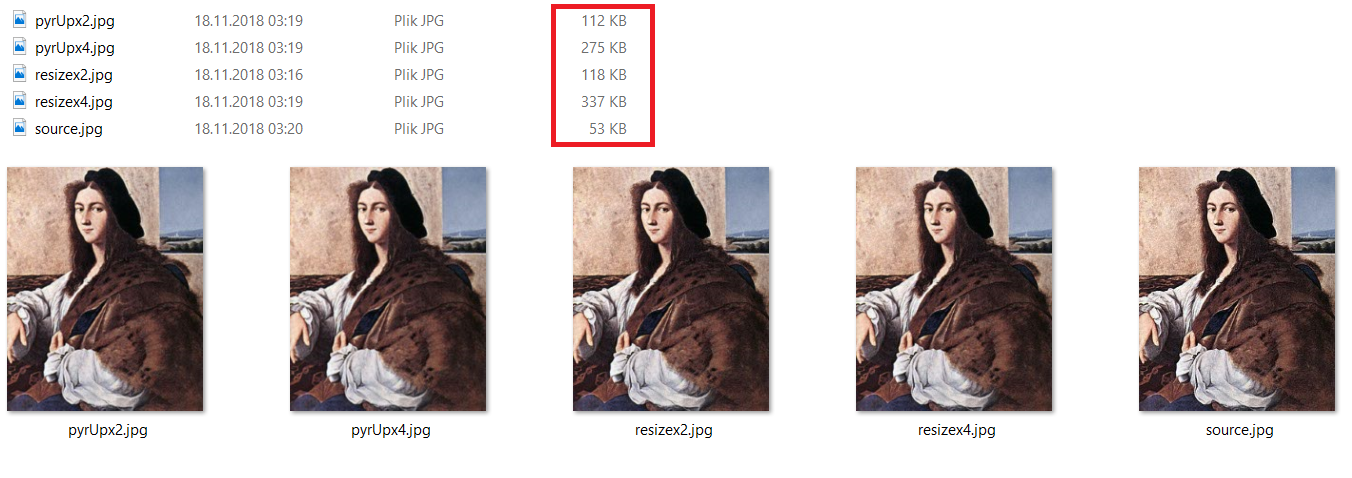 pyrUpx2.jpg 18.11.2018 03:19 Plik JPG 112 KB
pyrUpx4.jpg 18.11.2018 03:19 Plik JPG 275 KB
resizex2.jpg 18.11.2018 03:16 Plik JPG 118 KB
resizex4.jpg 18.11.2018 03:19 Plik JPG 337 KB
source.jpg 18.11.2018 03:20 Plik JPG 53 KB
pyrUpx2.jpg pyrUpx4.jpg resizex2.jpg resizex4.jpg source.jpg